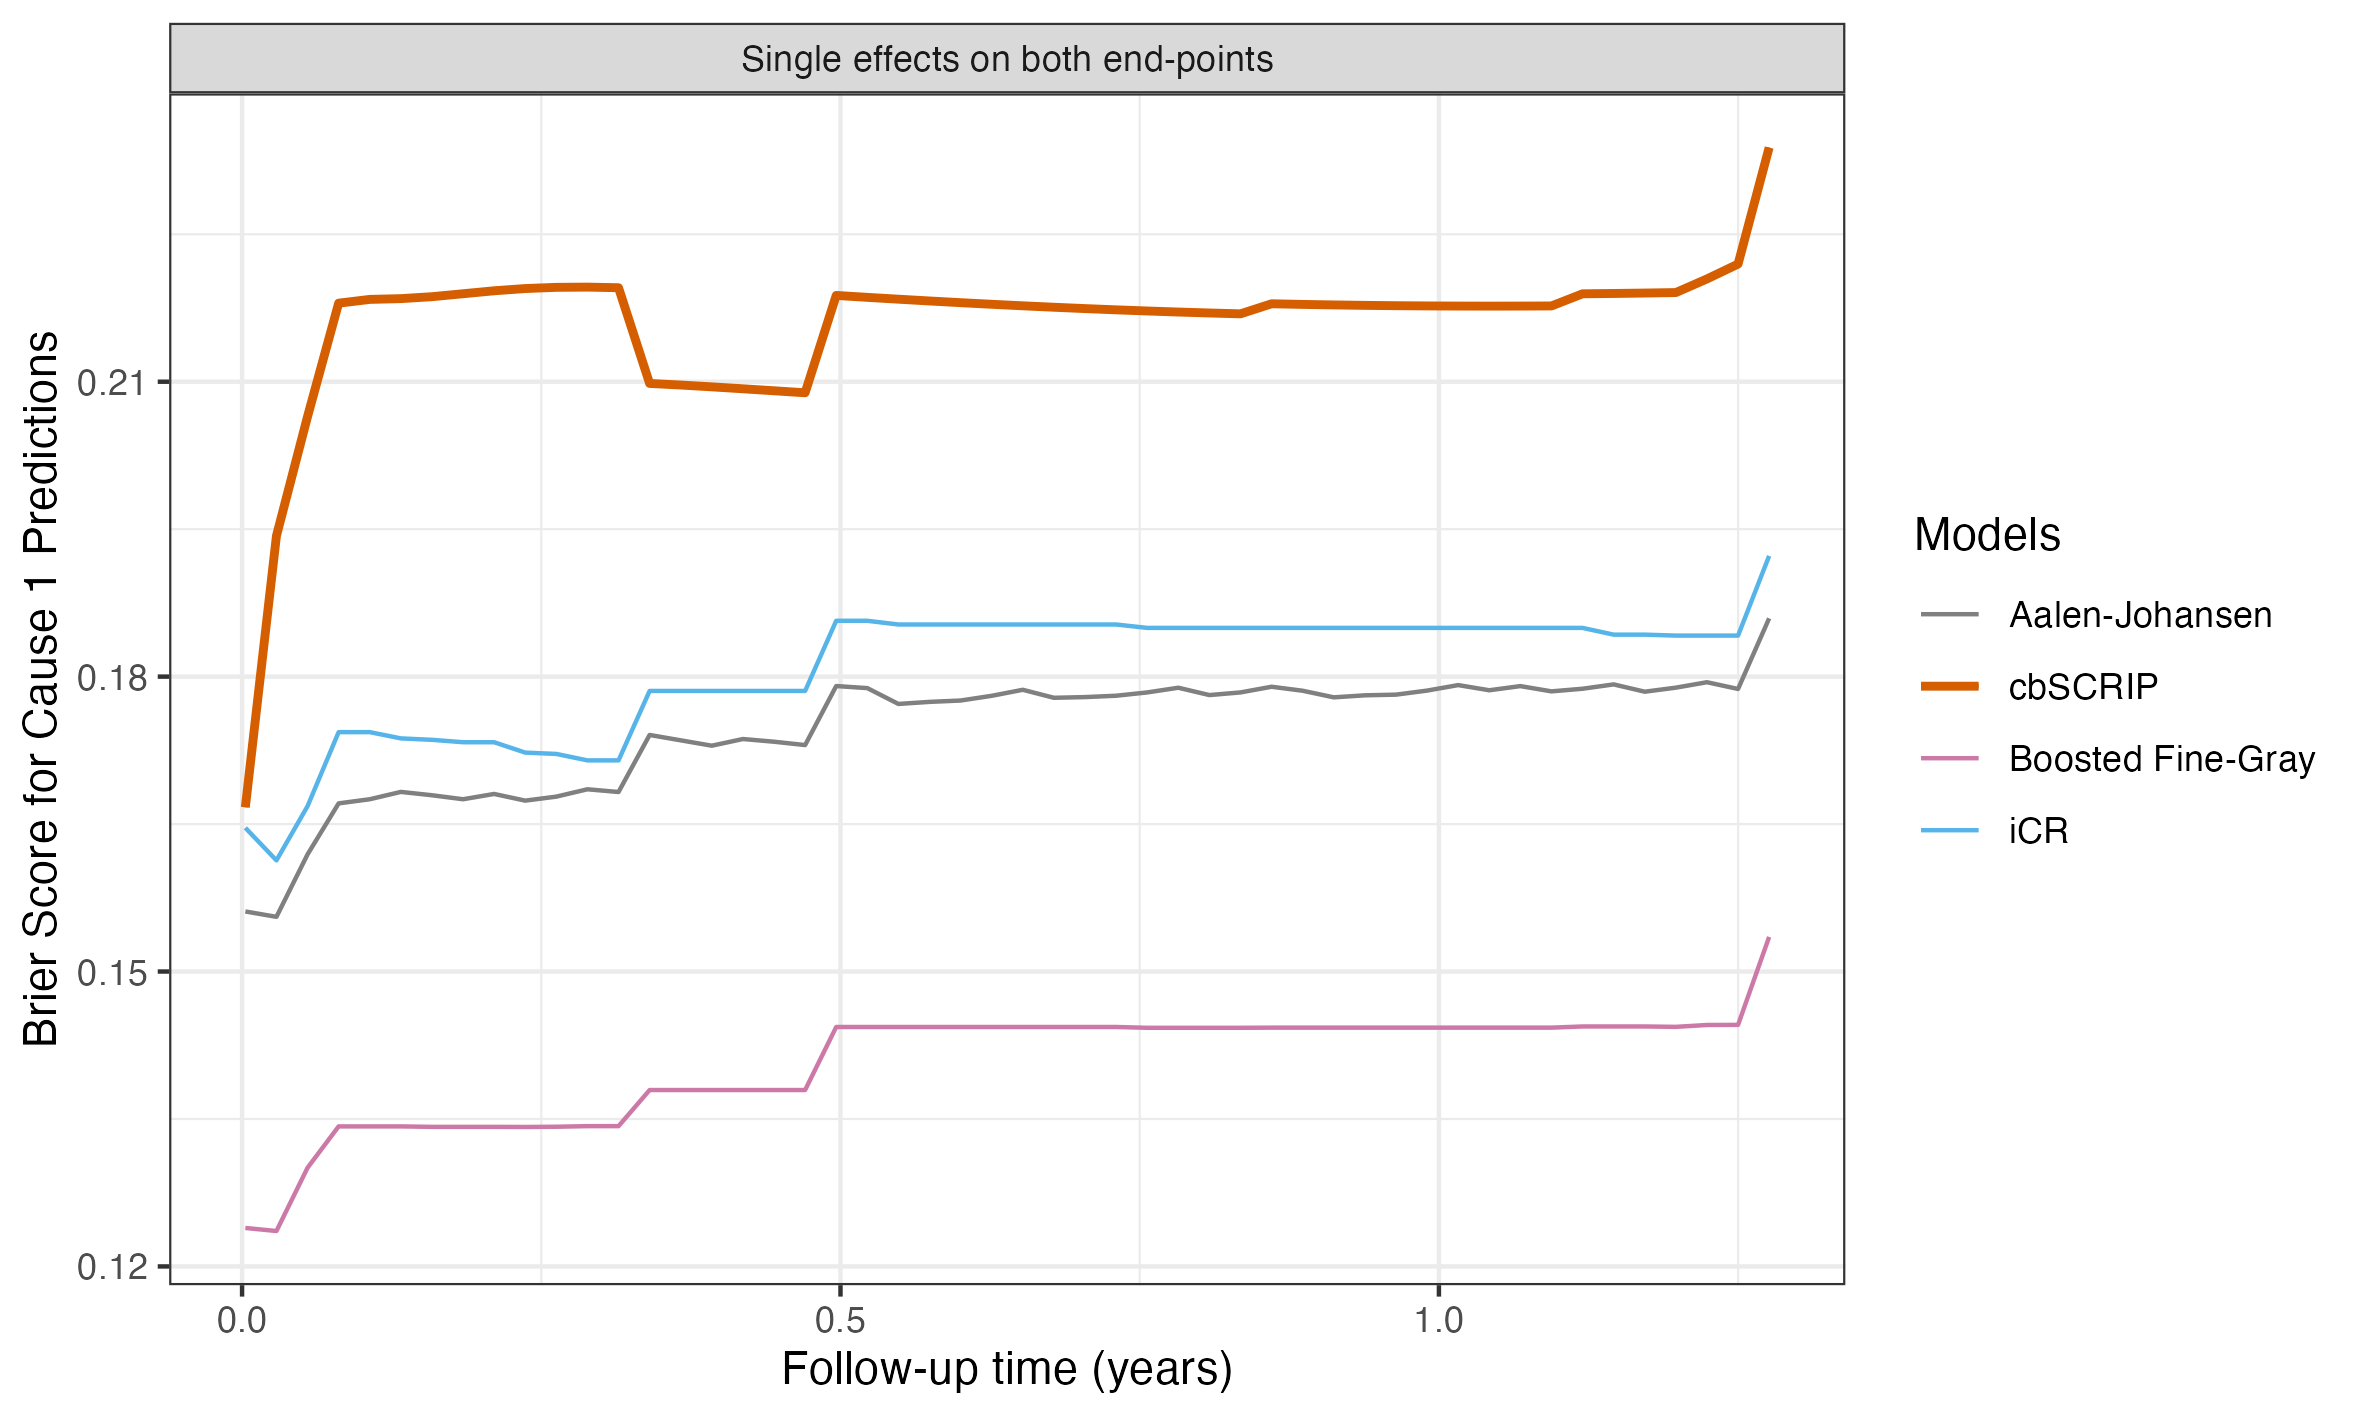 Single effects on both end-points
Brier Score for Cause 1 Predictions
0.21
0.18
0.15
0.12
0.0
0.5
1.0
Follow-up time (years)
Models
Aalen-Johansen
cbSCRIP
Boosted Fine-Gray
iCR